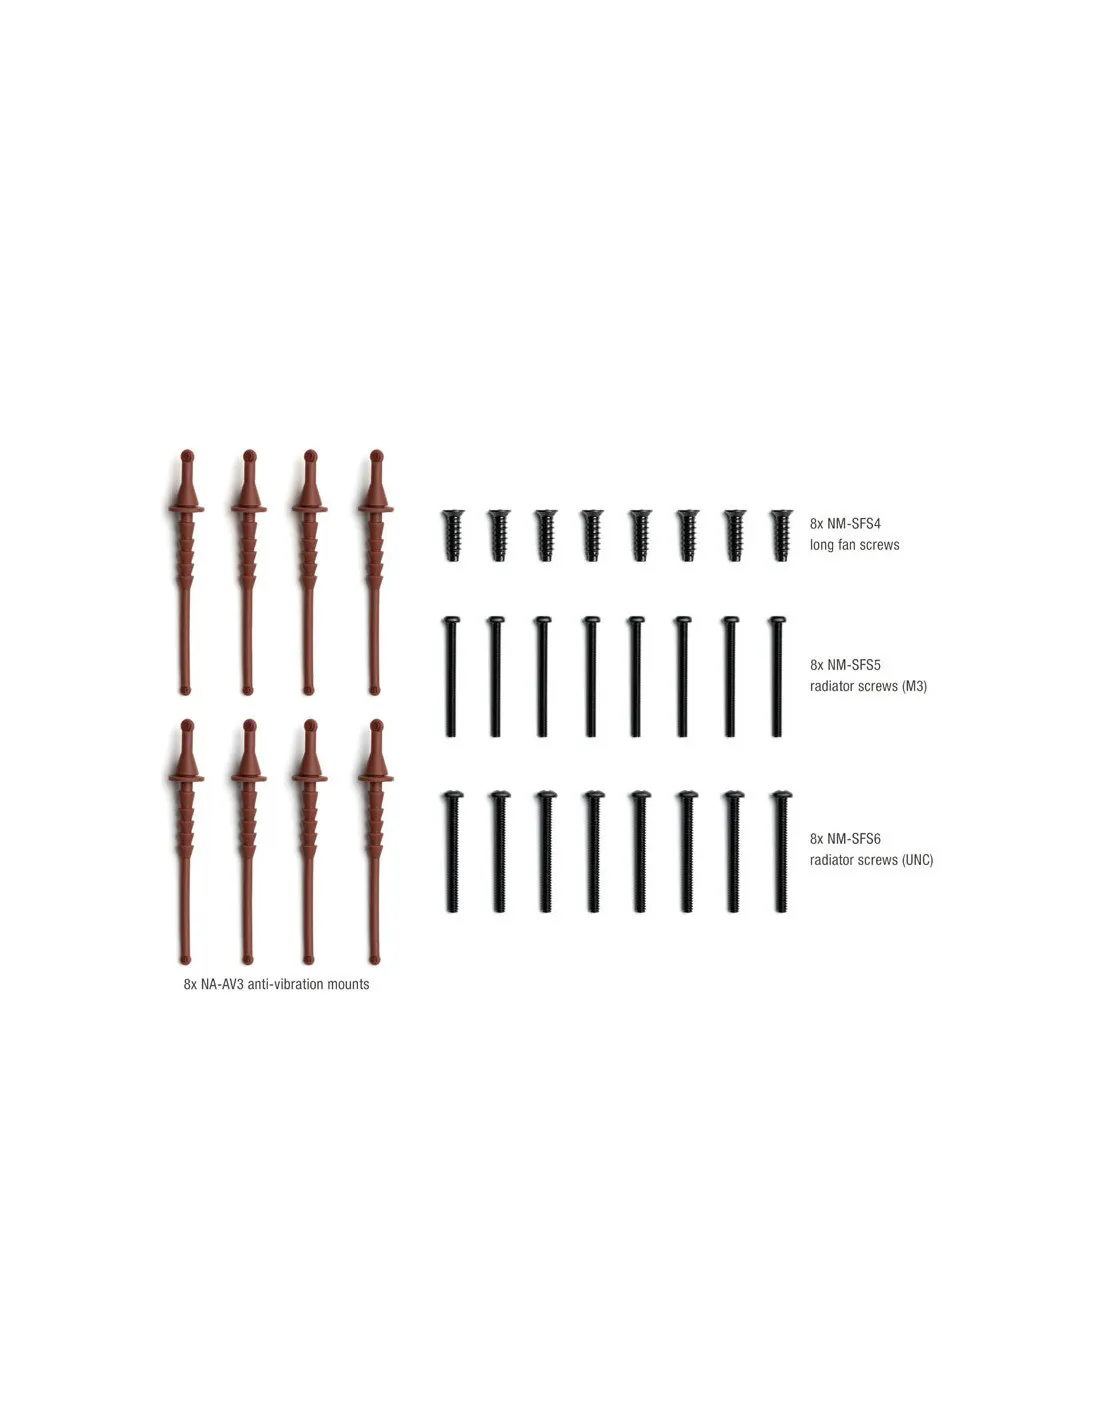 8x NM-SFS4
long fan screws
8x NM-SFS5
radiator screws (M3)
8x NM-SFS6
radiator screws (UNC)
8x NA-AV3 anti-vibration mounts